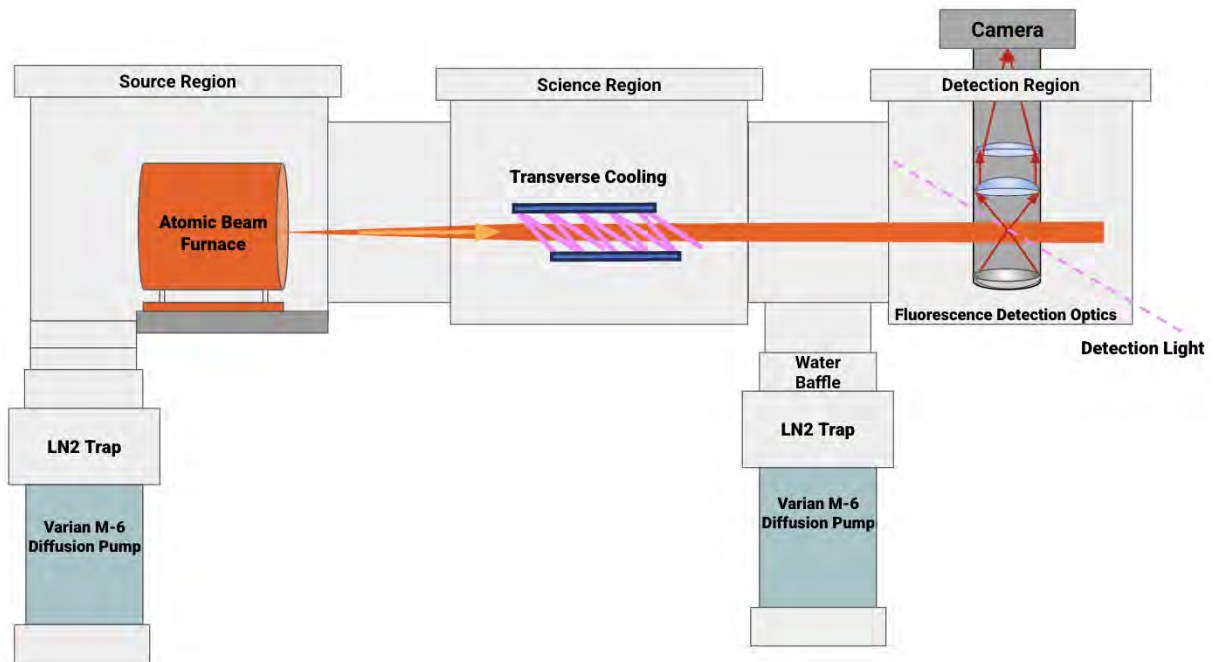 Camera
Source Region
Science Region
Detection Region
Transverse Cooling
Atomic Beam
Furnace
Fluorescence Detection Optics
Detection Light
Water
Baffle
LN2 Trap
LN2 Trap
Varian M-6
Diffusion Pump
Varian M-6
Diffusion Pump